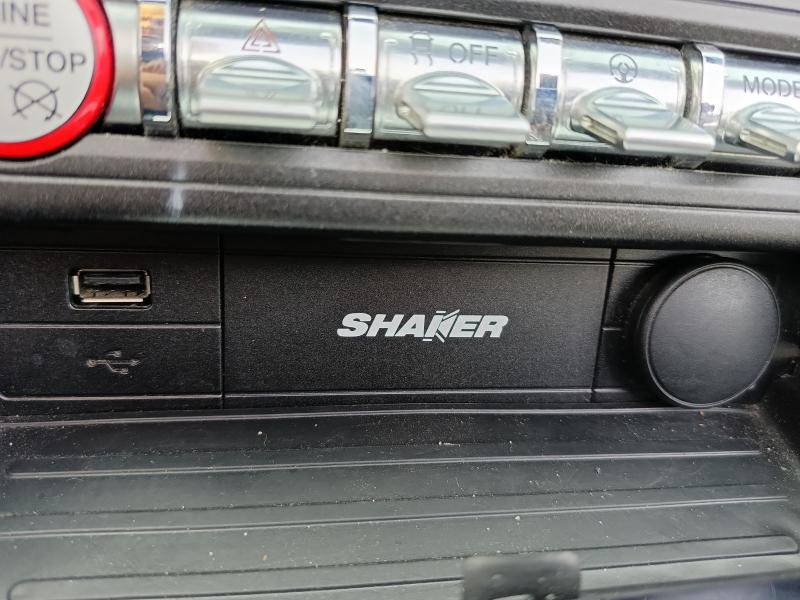 INE
/STOP
OFF
MODE
SHAKER